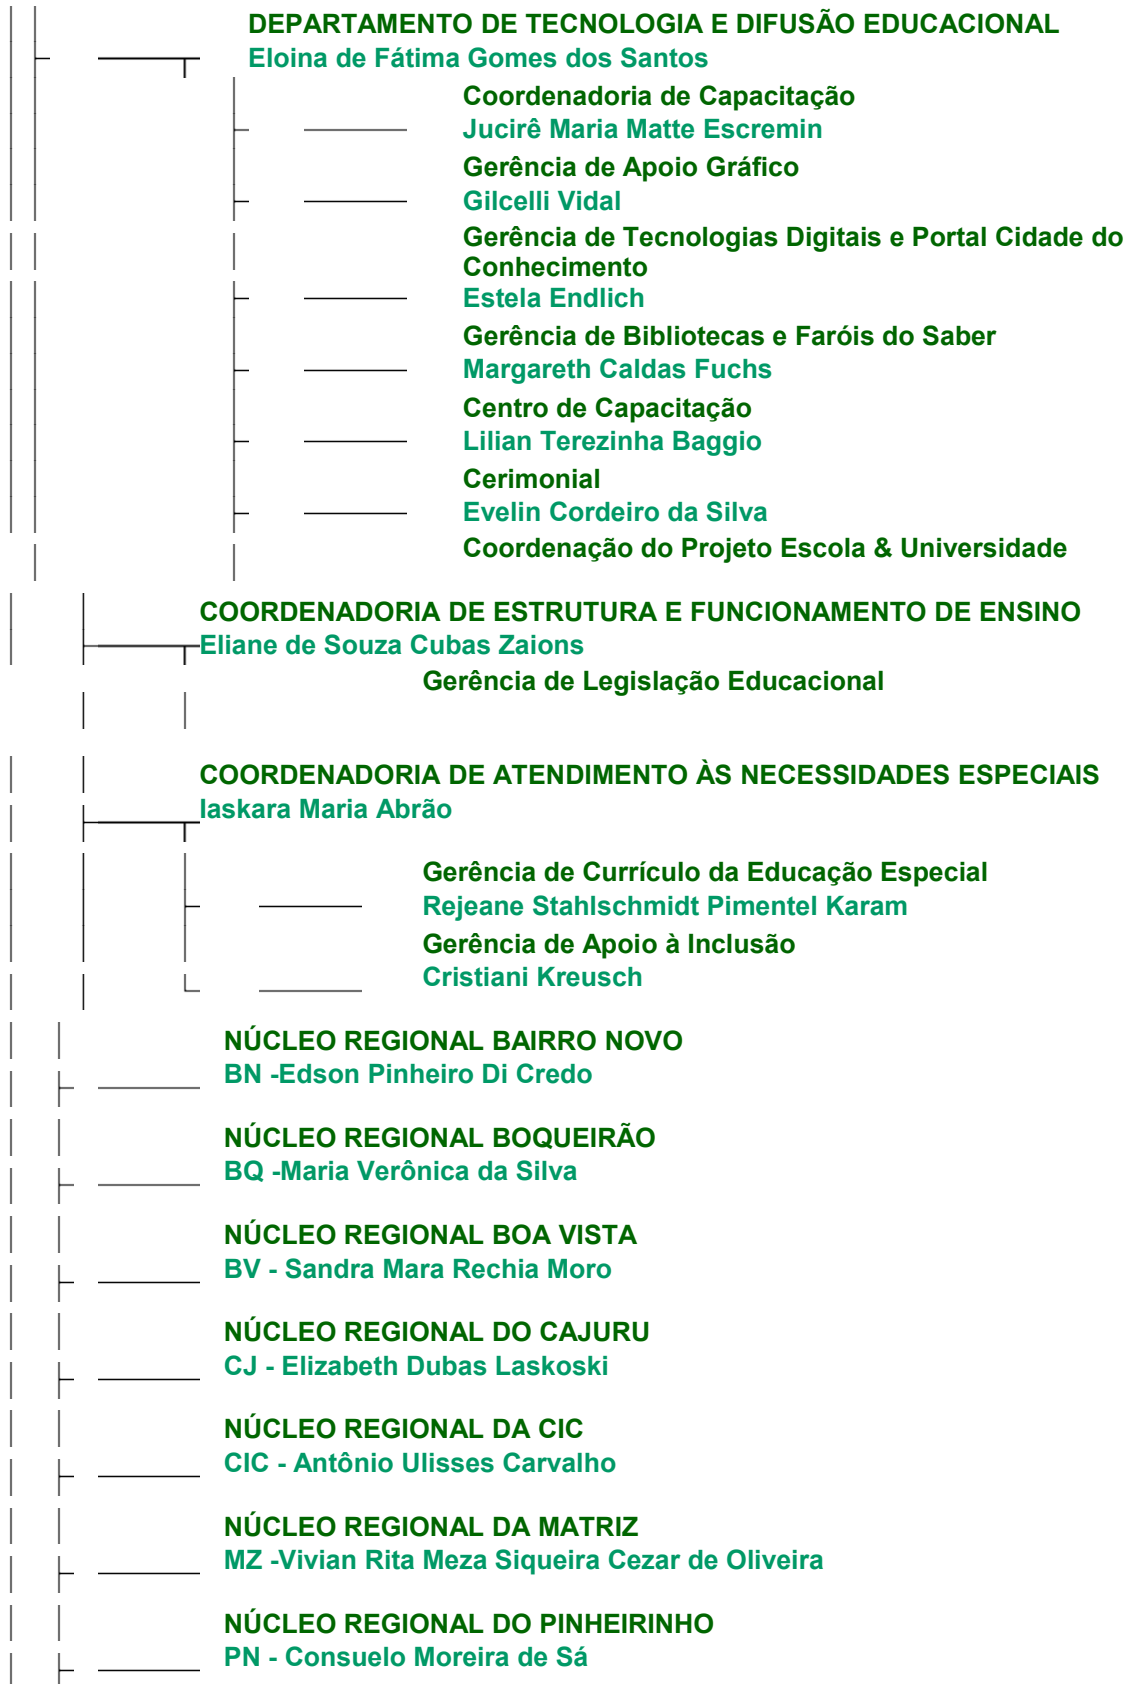 DEPARTAMENTO DE TECNOLOGIA E DIFUSÃO EDUCACIONAL
Eloina de Fátima Gomes dos Santos
Coordenadoria de Capacitação
Jucirê Maria Matte Escremin
Gerência de Apoio Gráfico
Gilcelli Vidal
Gerência de Tecnologias Digitais e Portal Cidade do
Conhecimento
Estela Endlich
Gerência de Bibliotecas e Faróis do Saber
Margareth Caldas Fuchs
Centro de Capacitação
Lilian Terezinha Baggio
Cerimonial
Evelin Cordeiro da Silva
Coordenação do Projeto Escola & Universidade
COORDENADORIA DE ESTRUTURA E FUNCIONAMENTO DE ENSINO
Eliane de Souza Cubas Zaions
Gerência de Legislação Educacional
COORDENADORIA DE ATENDIMENTO ÀS NECESSIDADES ESPECIAIS
Iaskara Maria Abrão
Gerência de Currículo da Educação Especial
Rejeane Stahlschmidt Pimentel Karam
Gerência de Apoio à Inclusão
Cristiani Kreusch
NÚCLEO REGIONAL BAIRRO NOVO
BN -Edson Pinheiro Di Credo
NÚCLEO REGIONAL BOQUEIRÃO
BQ -Maria Verônica da Silva
NÚCLEO REGIONAL BOA VISTA
BV - Sandra Mara Rechia Moro
NÚCLEO REGIONAL DO CAJURU
CJ - Elizabeth Dubas Laskoski
NÚCLEO REGIONAL DA CIC
CIC - Antônio Ulisses Carvalho
NÚCLEO REGIONAL DA MATRIZ
MZ -Vivian Rita Meza Siqueira Cezar de Oliveira
NÚCLEO REGIONAL DO PINHEIRINHO
PN - Consuelo Moreira de Sá